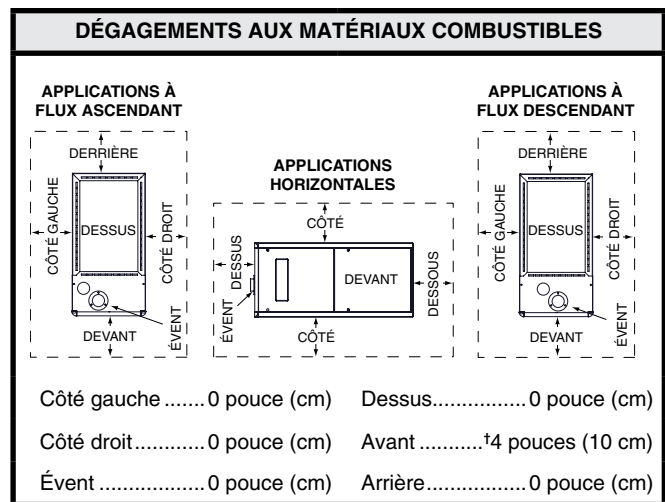 DÉGAGEMENTS AUX MATÉRIAUX COMBUSTIBLES
APPLICATIONS À
FLUX ASCENDANT
DERRIÈRE
CÔTÉ GAUCHE
DESSUS
CÔTÉ DROIT
DEVANT
ÉVENT
APPLICATIONS
HORIZONTALES
CÔTÉ
DESSUS
DEVANT
DESSOUS
ÉVENT
CÔTÉ
APPLICATIONS À
FLUX DESCENDANT
DERRIÈRE
CÔTÉ GAUCHE
DESSUS
CÔTÉ DROIT
DEVANT
ÉVENT
Côté gauche .......0 pouce (cm)
Dessus................0 pouce (cm)
Côté droit............0 pouce (cm)
Avant ...........†4 pouces (10 cm)
Évent ..................0 pouce (cm)
Arrière.................0 pouce (cm)